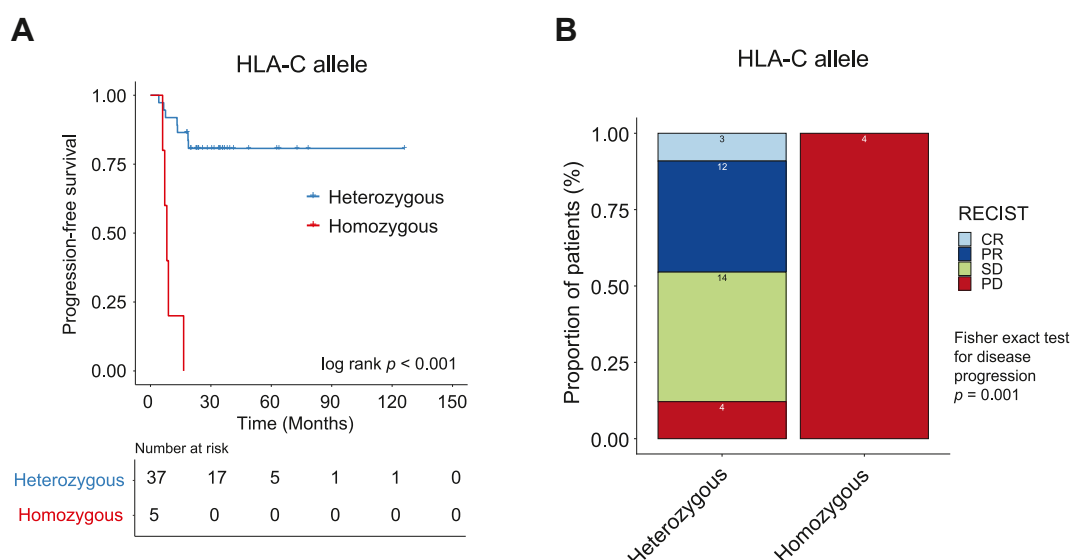 A
HLA-C allele
Progression-free survival
1.00
0.75
0.50
0.25
0.00
Heterozygous
Homozygous
log rank p < 0.001
0 30 60 90 120 150
Time (Months)
Number at risk
Heterozygous 37 17 5 1 1 0
Homozygous 5 0 0 0 0 0
B
HLA-C allele
Proportion of patients (%)
1.00
0.75
0.50
0.25
0.00
3
12
14
4
4
Heterozygous
Homozygous
RECIST
CR
PR
SD
PD
Fisher exact test
for disease
progression
p = 0.001